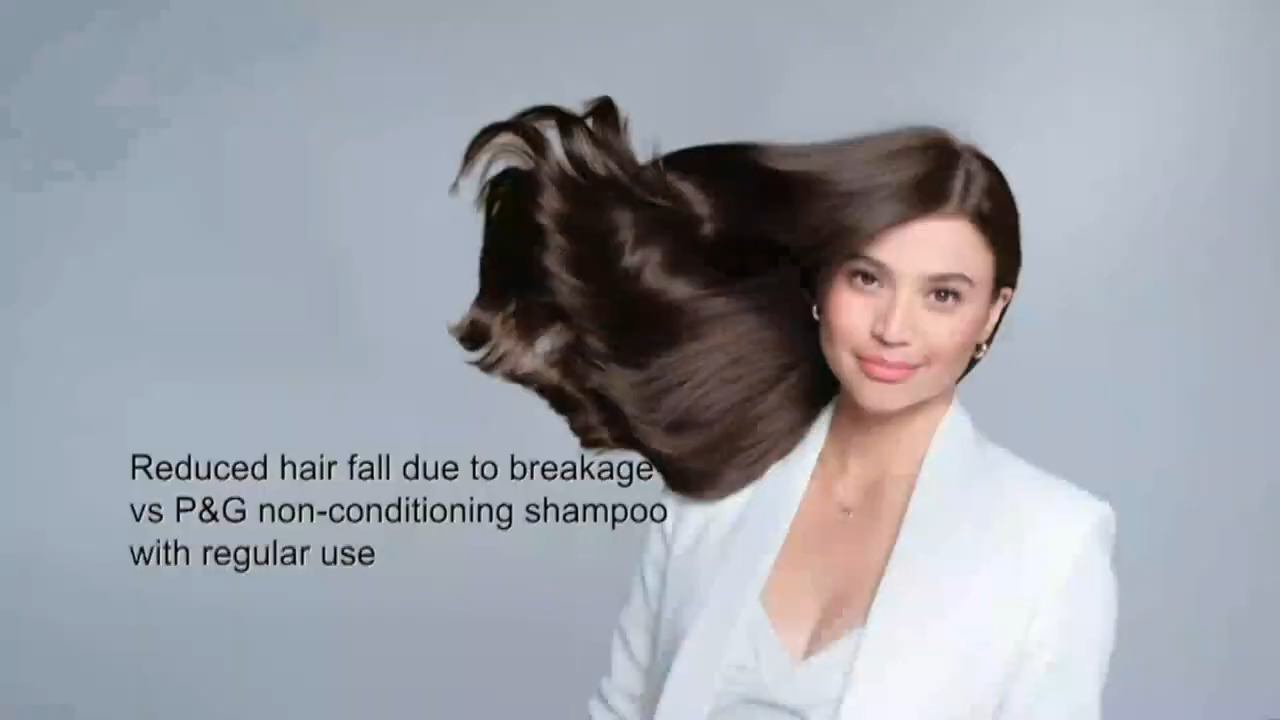 Reduced hair fall due to breakage
vs P&G non-conditioning shampoo
with regular use